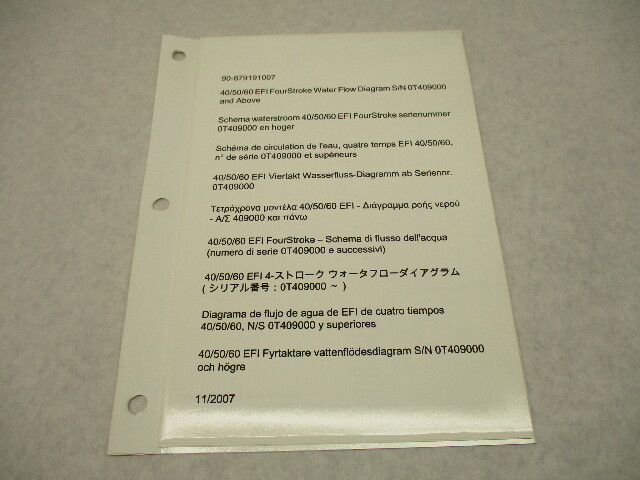 90-879191007
40/50/60 EFI FourStroke Water Flow Diagram S/N 0T409000
and Above
Schema waterstroom 40/50/60 EFI FourStroke serienummer
0T409000 en hoger
Schéma de circulation de l'eau, quatre temps EFI 40/50/60,
n° de série 0T409000 et supérieurs
40/50/60 EFI Viertakt Wasserfluss-Diagramm ab Seriennr.
0T409000
Τετράχρονα μοντέλα 40/50/60 EFI - Διάγραμμα ροής νερού
- Α/Σ 409000 και πάνω
40/50/60 EFI FourStroke – Schema di flusso dell'acqua
(numero di serie 0T409000 e successivi)
40/50/60 EFI 4-ストローク ウォータフローダイアグラム
( シリアル番号 : 0T409000 ~ )
Diagrama de flujo de agua de EFI de cuatro tiempos
40/50/60, N/S 0T409000 y superiores
40/50/60 EFI Fyrtaktare vattenflödesdiagram S/N 0T409000
och högre
11/2007